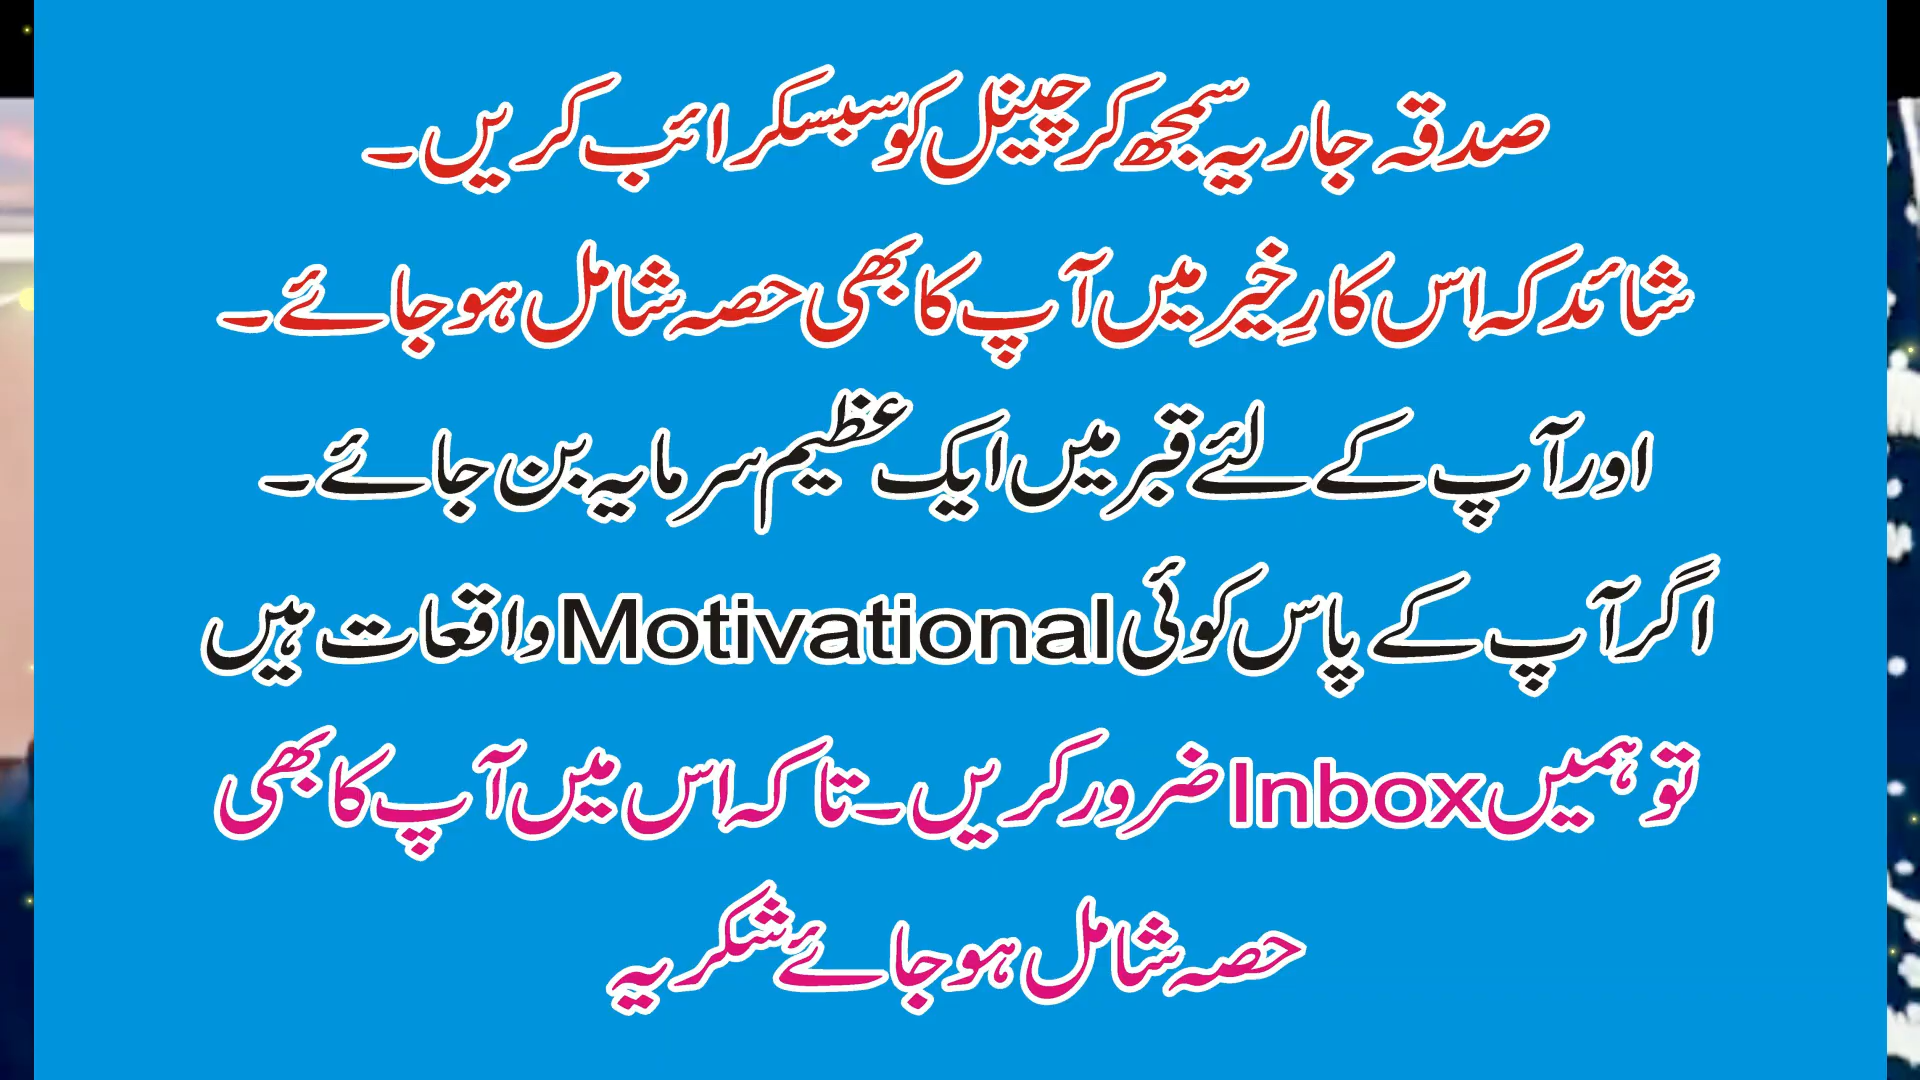 صدقہ جاریہ سمجھ کر چینل کو سبسکرائب کریں۔
شائد کہ اس کارِ خیر میں آپ کا بھی حصہ شامل ہو جائے۔
اور آپ کے لئے قبر میں ایک عظیم سرمایہ بن جائے۔
اگر آپ کے پاس کوئی Motivational واقعات ہیں
تو ہمیں Inbox ضرور کریں۔ تاکہ اس میں آپ کا بھی
حصہ شامل ہو جائے شکریہ